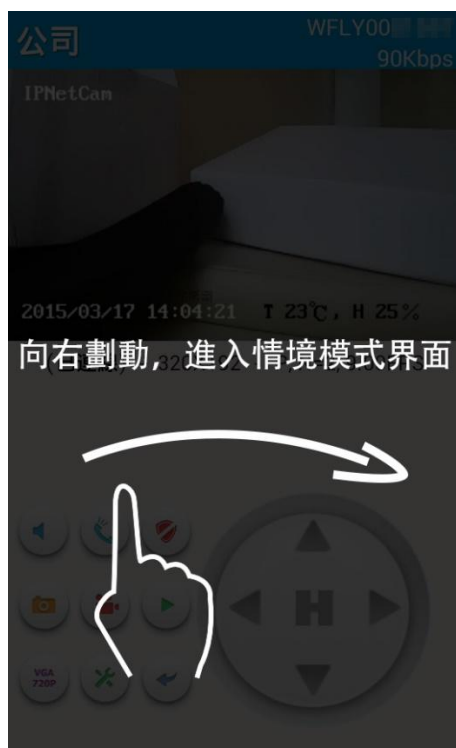 公司
WFLY00
90Kbps
IPNetCam
2015/03/17 14:04:21 T 23℃, H 25%
向右劃動, 進入情境模式界面
H
VGA
720P